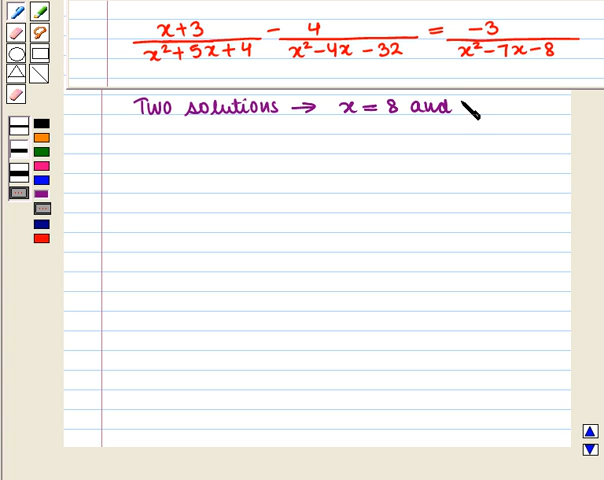 x+3 / x²+5x+4 − 4 / x²−4x−32 = −3 / x²−7x−8
Two solutions → x = 8 and